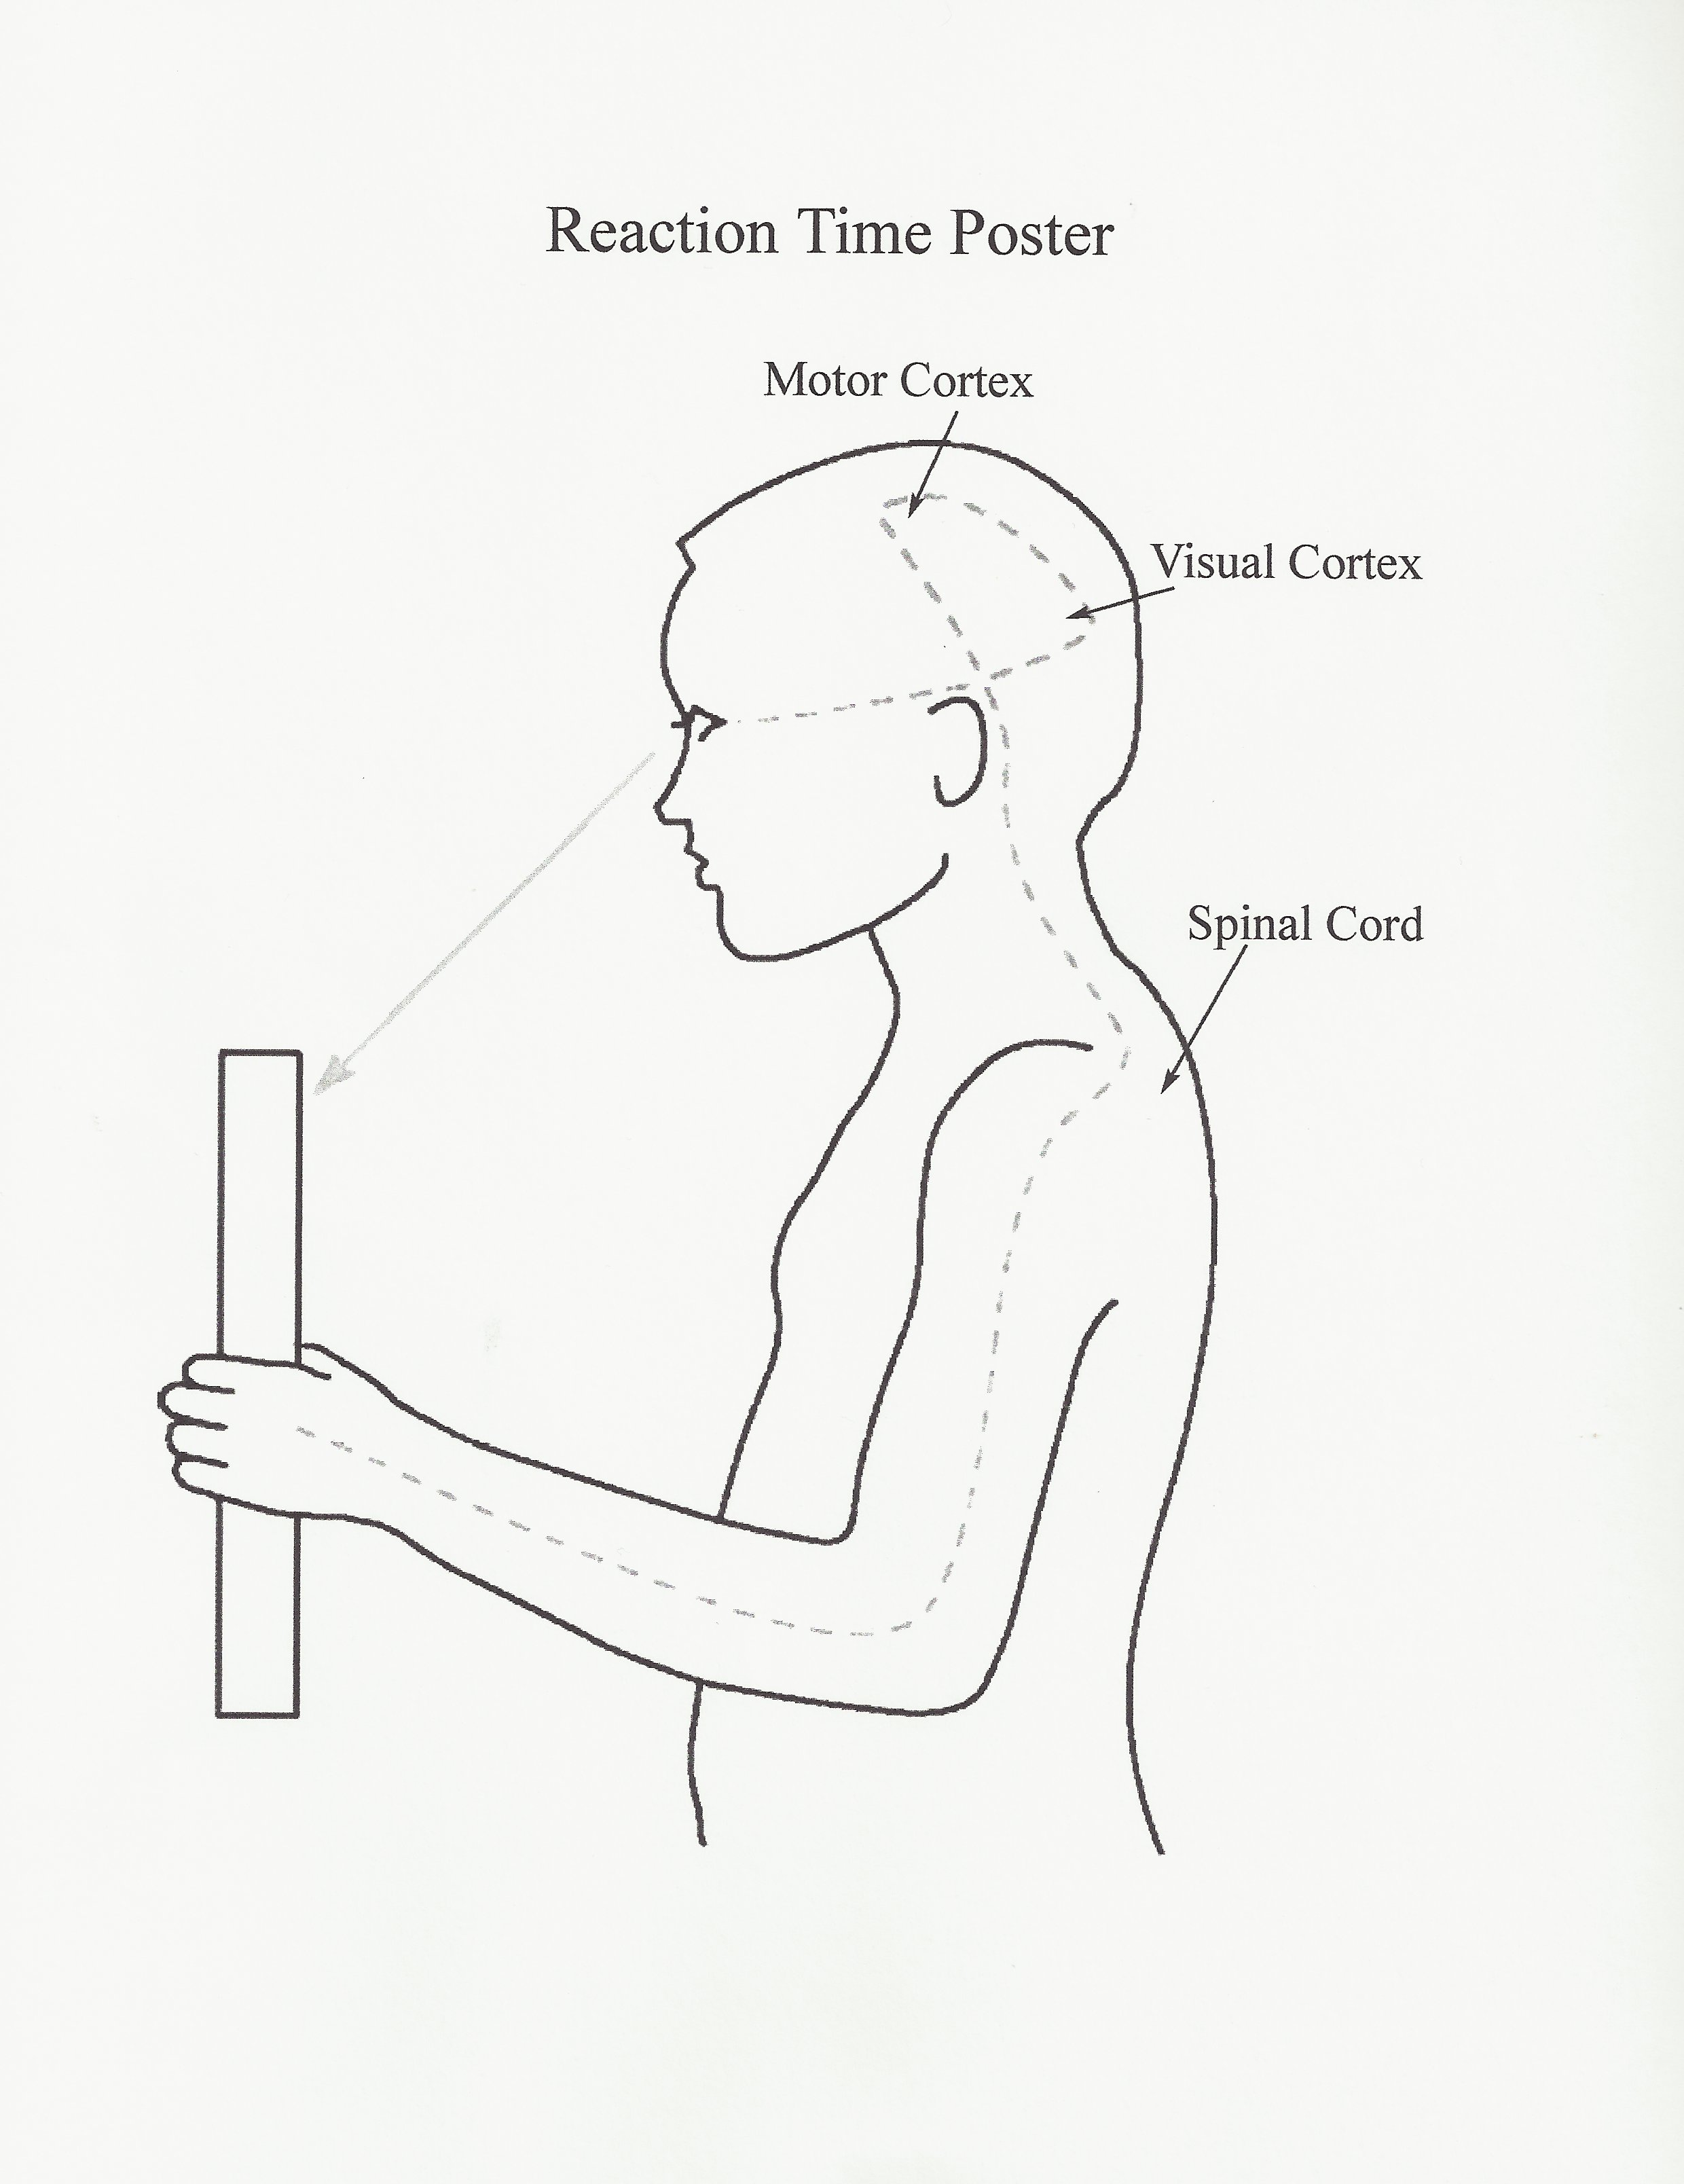 Reaction Time Poster
Motor Cortex
Visual Cortex
Spinal Cord